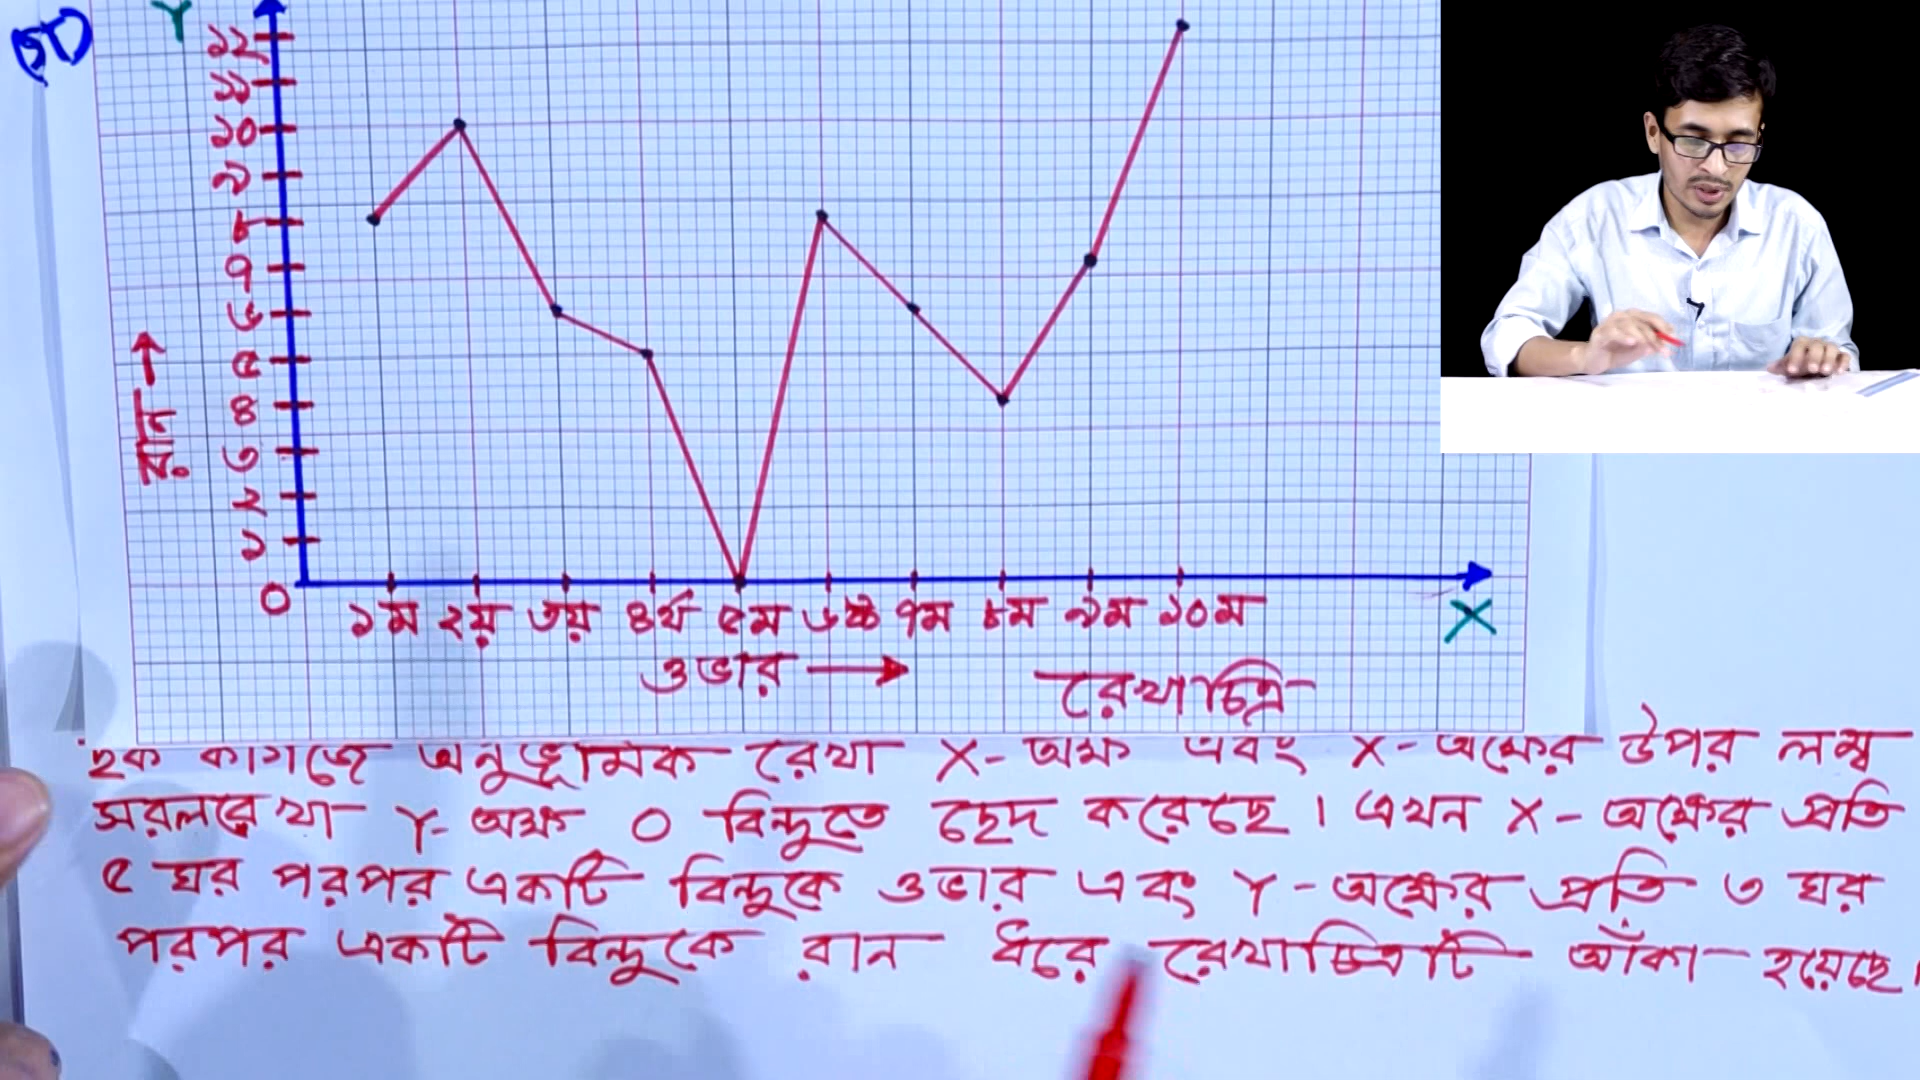 (গ)
Y
১২
১১
১০
৯
৮
৭
৬
৫
৪
৩
২
১
০
রান →
১ম ২য় ৩য় ৪র্থ ৫ম ৬ষ্ঠ ৭ম ৮ম ৯ম ১০ম
X
ওভার →
রেখাচিত্র
ছক কাগজে অনুভূমিক রেখা X-অক্ষ এবং X-অক্ষের উপর লম্ব
সরলরেখা Y-অক্ষ O বিন্দুতে ছেদ করেছে। এখন X-অক্ষের প্রতি
৫ ঘর পরপর একটি বিন্দুকে ওভার এবং Y-অক্ষের প্রতি ৩ ঘর
পরপর একটি বিন্দুকে রান ধরে রেখাচিত্রটি আঁকা হয়েছে।